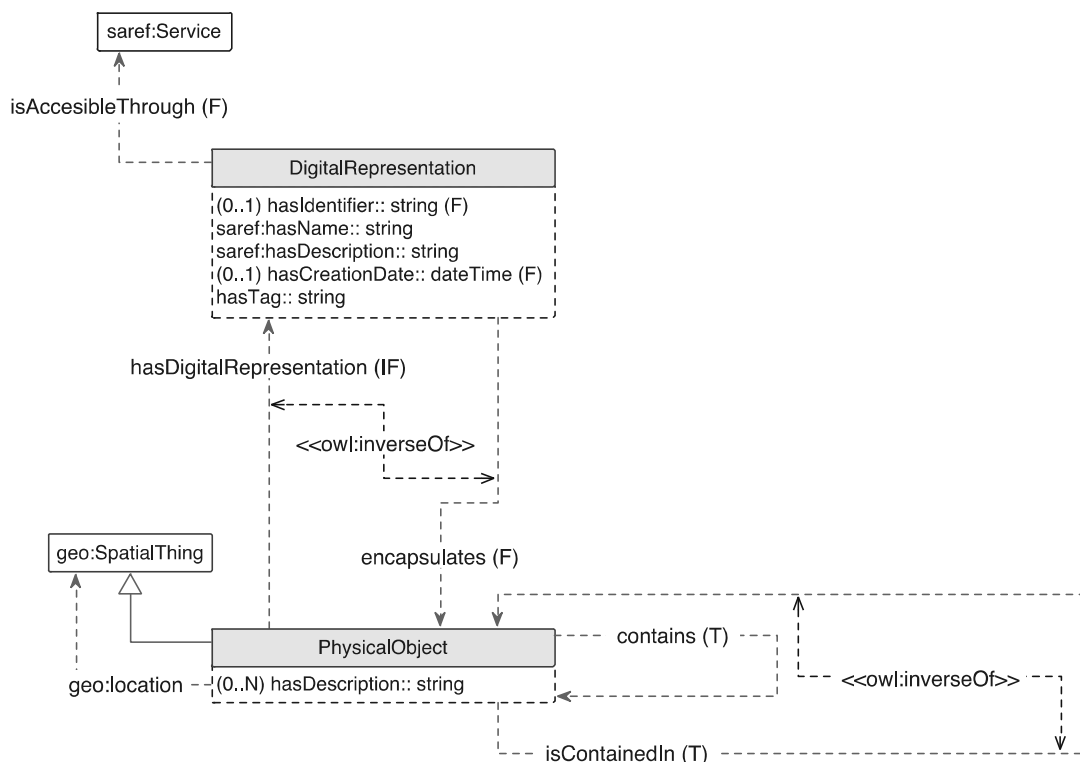 saref:Service
isAccesibleThrough (F)
DigitalRepresentation
(0..1) hasIdentifier:: string (F)
saref:hasName:: string
saref:hasDescription:: string
(0..1) hasCreationDate:: dateTime (F)
hasTag:: string
hasDigitalRepresentation (IF)
<<owl:inverseOf>>
geo:SpatialThing
encapsulates (F)
PhysicalObject
contains (T)
geo:location
(0..N) hasDescription:: string
<<owl:inverseOf>>
isContainedIn (T)